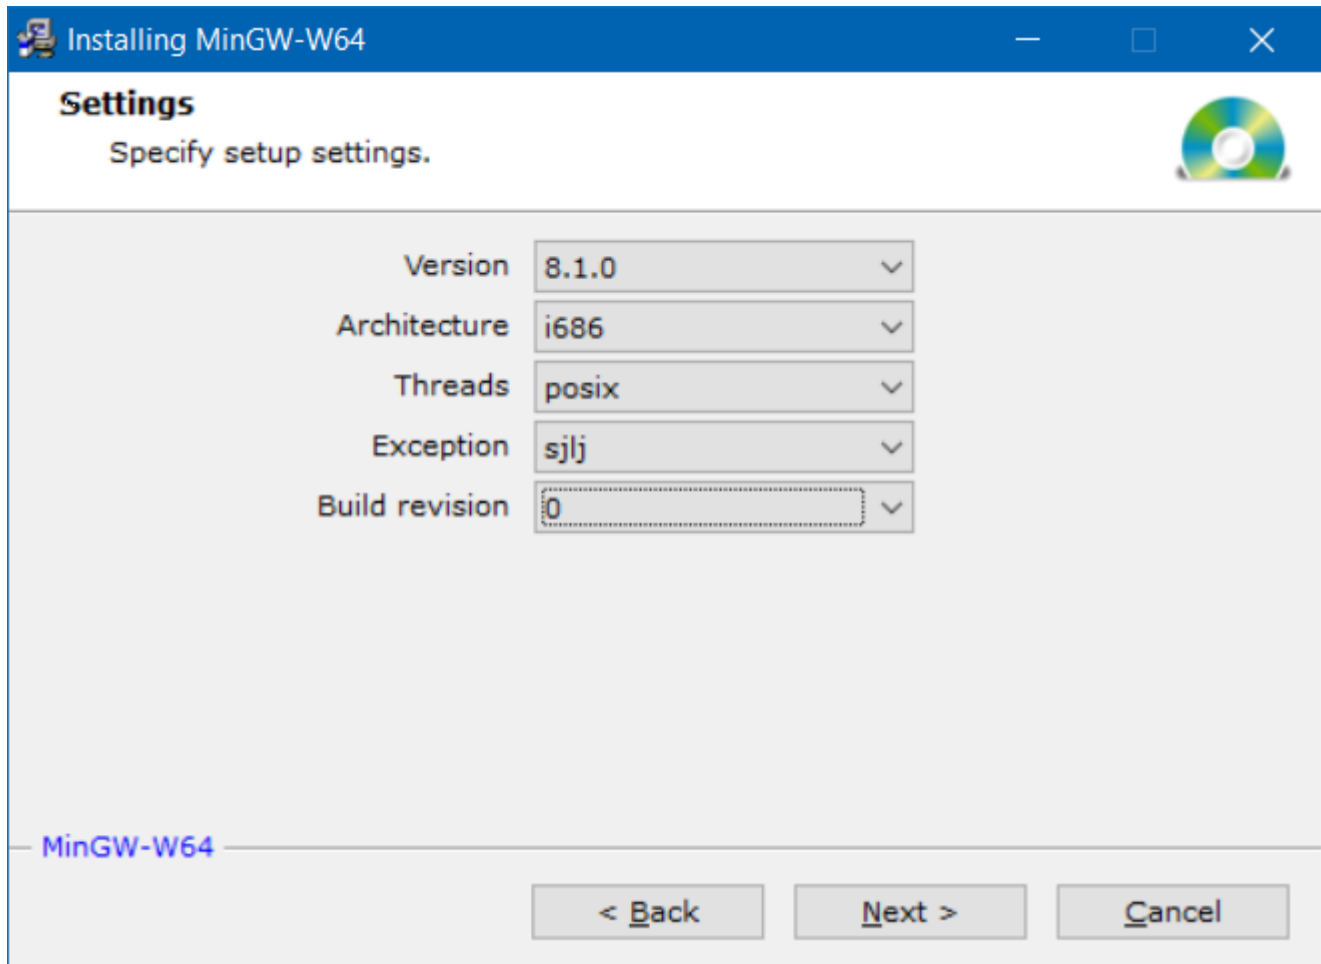 Installing MinGW-W64
Settings
Specify setup settings.
Version 8.1.0
Architecture i686
Threads posix
Exception sjlj
Build revision 0
MinGW-W64
< Back Next > Cancel